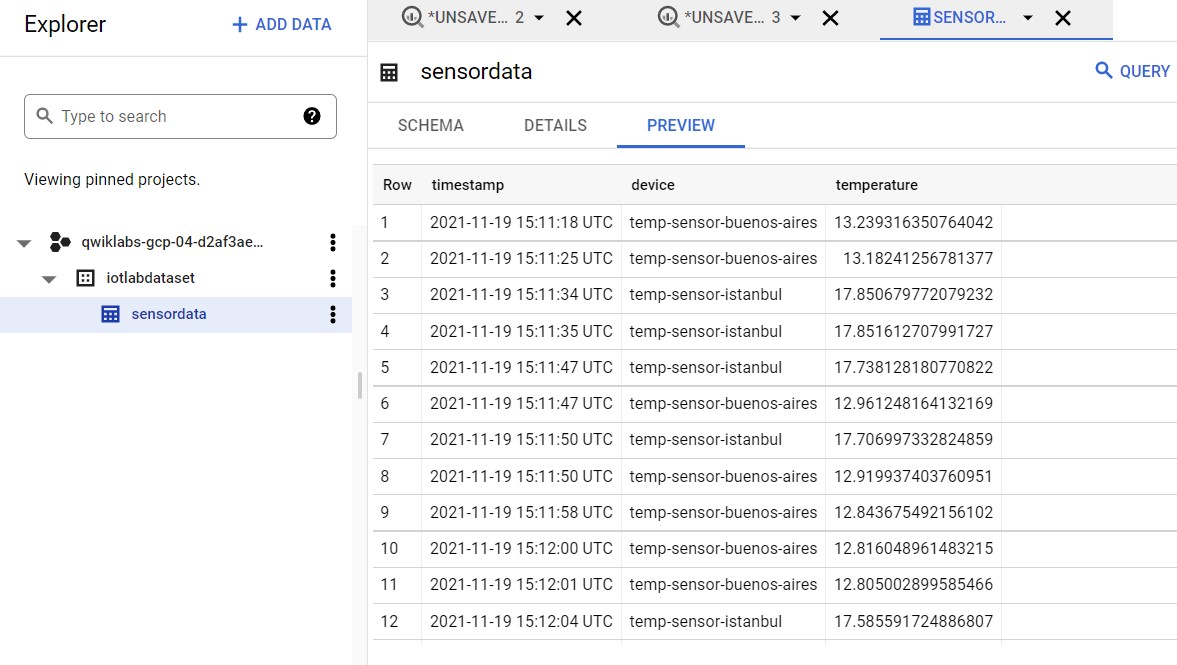 Explorer
+ ADD DATA
Type to search
Viewing pinned projects.
qwiklabs-gcp-04-d2af3ae...
iotlabdataset
sensordata
*UNSAVE... 2
*UNSAVE... 3
SENSOR...
sensordata
QUERY
SCHEMA DETAILS PREVIEW
Row timestamp device temperature
1 2021-11-19 15:11:18 UTC temp-sensor-buenos-aires 13.239316350764042
2 2021-11-19 15:11:25 UTC temp-sensor-buenos-aires 13.18241256781377
3 2021-11-19 15:11:34 UTC temp-sensor-istanbul 17.850679772079232
4 2021-11-19 15:11:35 UTC temp-sensor-istanbul 17.851612707991727
5 2021-11-19 15:11:47 UTC temp-sensor-istanbul 17.738128180770822
6 2021-11-19 15:11:47 UTC temp-sensor-buenos-aires 12.961248164132169
7 2021-11-19 15:11:50 UTC temp-sensor-istanbul 17.706997332824859
8 2021-11-19 15:11:50 UTC temp-sensor-buenos-aires 12.919937403760951
9 2021-11-19 15:11:58 UTC temp-sensor-buenos-aires 12.843675492156102
10 2021-11-19 15:12:00 UTC temp-sensor-buenos-aires 12.816048961483215
11 2021-11-19 15:12:01 UTC temp-sensor-buenos-aires 12.805002899585466
12 2021-11-19 15:12:04 UTC temp-sensor-istanbul 17.585591724886807